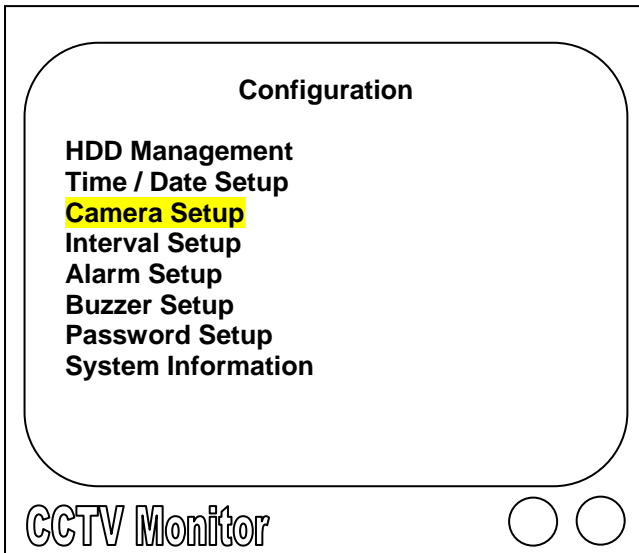 Configuration
HDD Management
Time / Date Setup
Camera Setup
Interval Setup
Alarm Setup
Buzzer Setup
Password Setup
System Information
CCTV Monitor